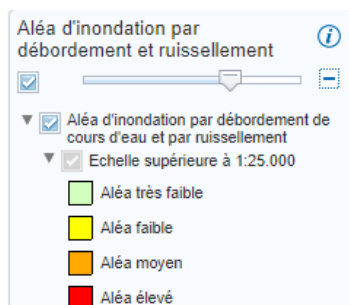 Aléa d'inondation par
débordement et ruissellement
Aléa d'inondation par débordement de
cours d'eau et par ruissellement
Echelle supérieure à 1:25.000
Aléa très faible
Aléa faible
Aléa moyen
Aléa élevé